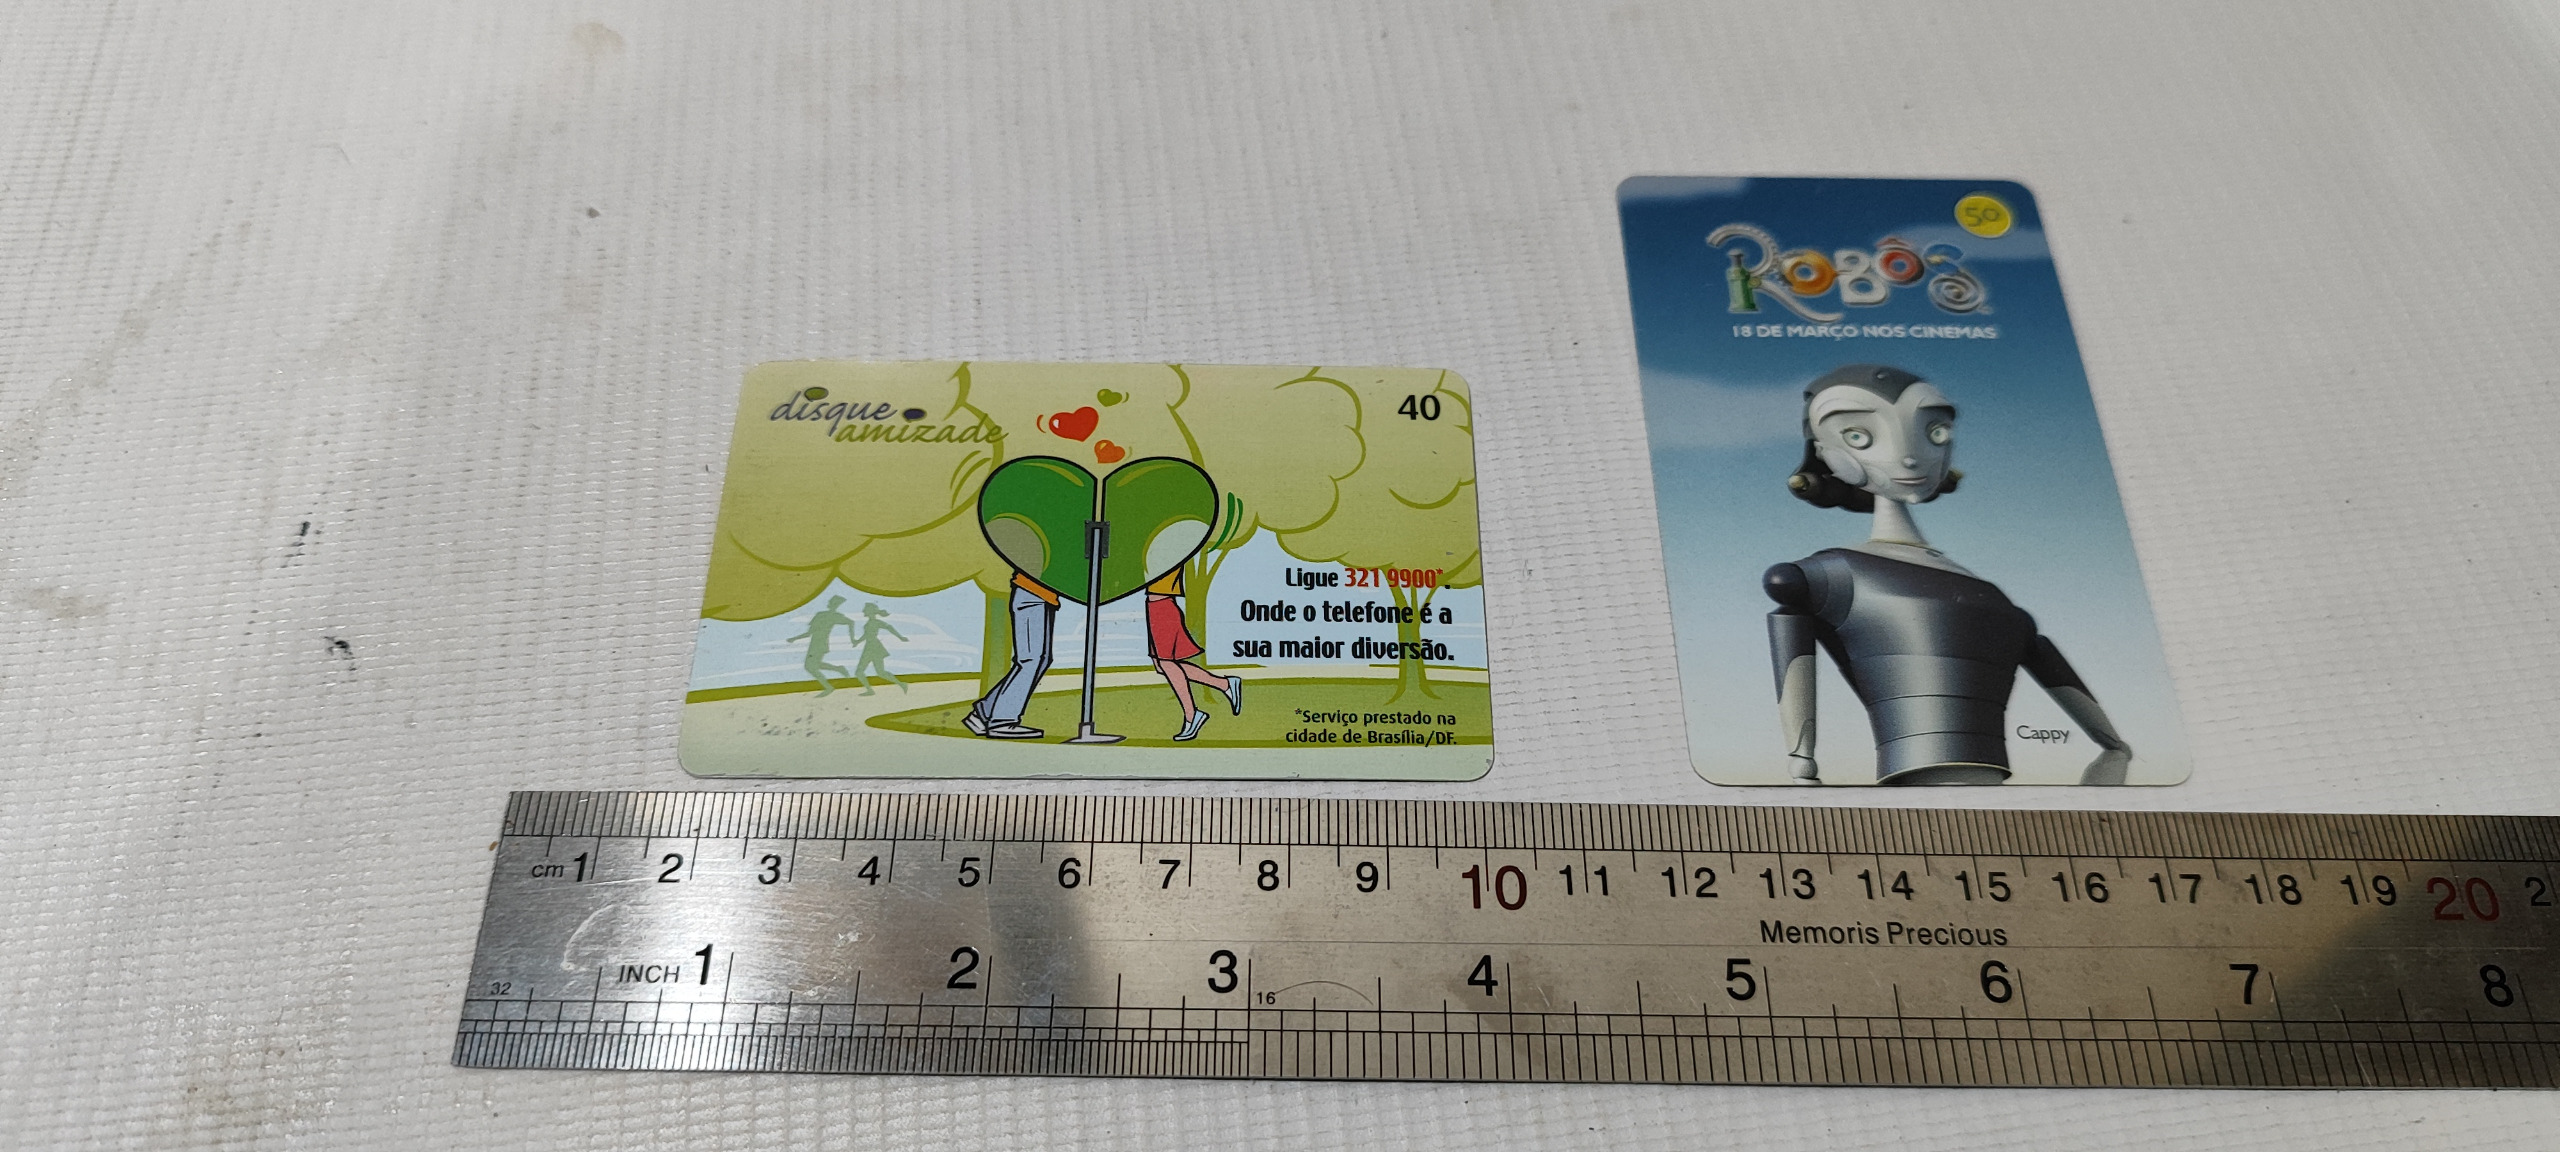 disque
amizade
40
Ligue 321 9900*.
Onde o telefone é a
sua maior diversão.
*Serviço prestado na
cidade de Brasília/DF.
50
ROBÔS
18 DE MARÇO NOS CINEMAS
Cappy
cm 1 2 3 4 5 6 7 8 9 10 11 12 13 14 15 16 17 18 19 20 2
Memoris Precious
INCH 1 2 3 4 5 6 7 8
32 16